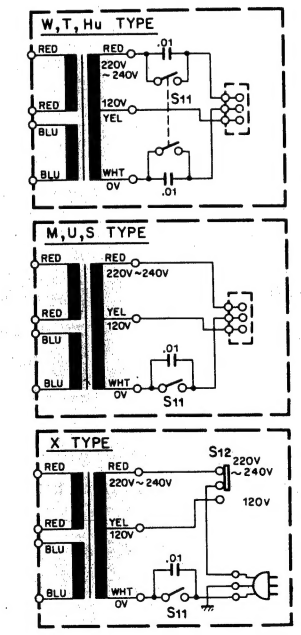 W, T, Hu TYPE
RED RED .01
220V
~240V
S11
RED 120V
YEL
BLU
BLU WHT
0V .01
M, U, S TYPE
RED RED
220V~240V
RED YEL
120V
BLU
.01
BLU WHT
0V S11
X TYPE
S12
220V
~240V
RED RED
220V~240V
120V
RED YEL
120V
BLU
.01
BLU WHT
0V S11